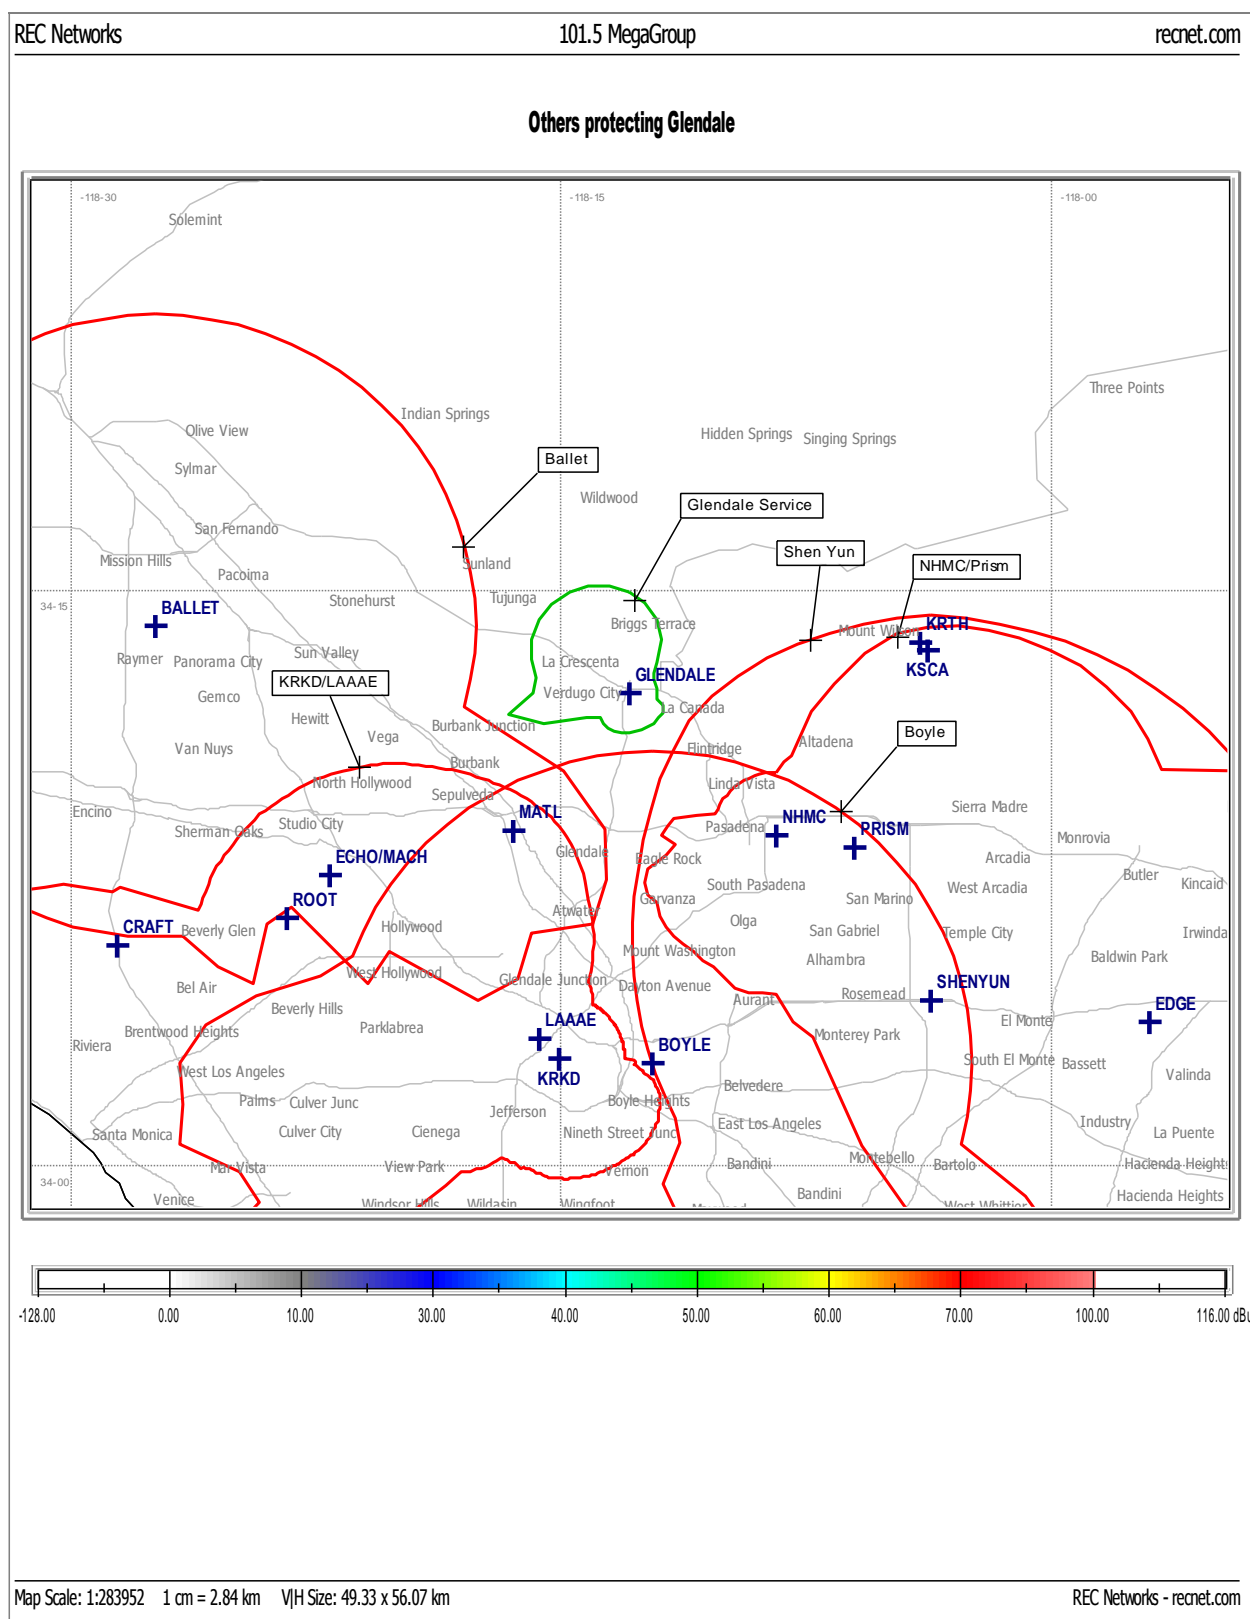 REC Networks 101.5 MegaGroup recnet.com
Others protecting Glendale
-118-30 -118-15 -118-00
Solemint
Three Points
Indian Springs
Olive View
Hidden Springs
Singing Springs
Ballet
Sylmar
Wildwood
Glendale Service
San Fernando
Shen Yun
Mission Hills
Sunland
NHMC/Prism
Pacoima
Stonehurst
Tujunga
34-15
BALLET
Briggs Terrace
Mount Wilson
KRTH
Raymer
Panorama City
Sun Valley
La Crescenta
KSCA
KRKD/LAAAE
GLENDALE
Gemco
Verdugo City
La Canada
Hewitt
Burbank Junction
Boyle
Van Nuys
Vega
Flintridge
Altadena
Burbank
North Hollywood
Linda Vista
Sepulveda
Encino
MATL
Sierra Madre
Sherman Oaks
Studio City
Pasadena
NHMC
PRISM
Monrovia
Glendale
Eagle Rock
Arcadia
ECHO/MACH
Butler
South Pasadena
West Arcadia
Kincaid
ROOT
Garvanza
San Marino
Atwater
Olga
CRAFT
Beverly Glen
Hollywood
San Gabriel
Temple City
Irwinda
Mount Washington
Baldwin Park
Alhambra
West Hollywood
Glendale Junction
Dayton Avenue
Bel Air
Rosemead
SHENYUN
Aurant
Beverly Hills
EDGE
El Monte
Brentwood Heights
Parklabrea
LAAAE
Monterey Park
Riviera
BOYLE
South El Monte
Bassett
West Los Angeles
KRKD
Valinda
Belvedere
Palms
Culver Junc
Boyle Heights
Jefferson
East Los Angeles
Industry
Santa Monica
Culver City
Cienega
Nineth Street Junc
La Puente
Mar Vista
View Park
Vernon
Bandini
Montebello
Bartolo
Hacienda Heights
34-00
Venice
Windsor Hills
Wildasin
Wingfoot
Bandini
West Whittier
Hacienda Heights
-128.00 0.00 10.00 30.00 40.00 50.00 60.00 70.00 100.00 116.00 dBu
Map Scale: 1:283952 1 cm = 2.84 km V|H Size: 49.33 x 56.07 km REC Networks - recnet.com